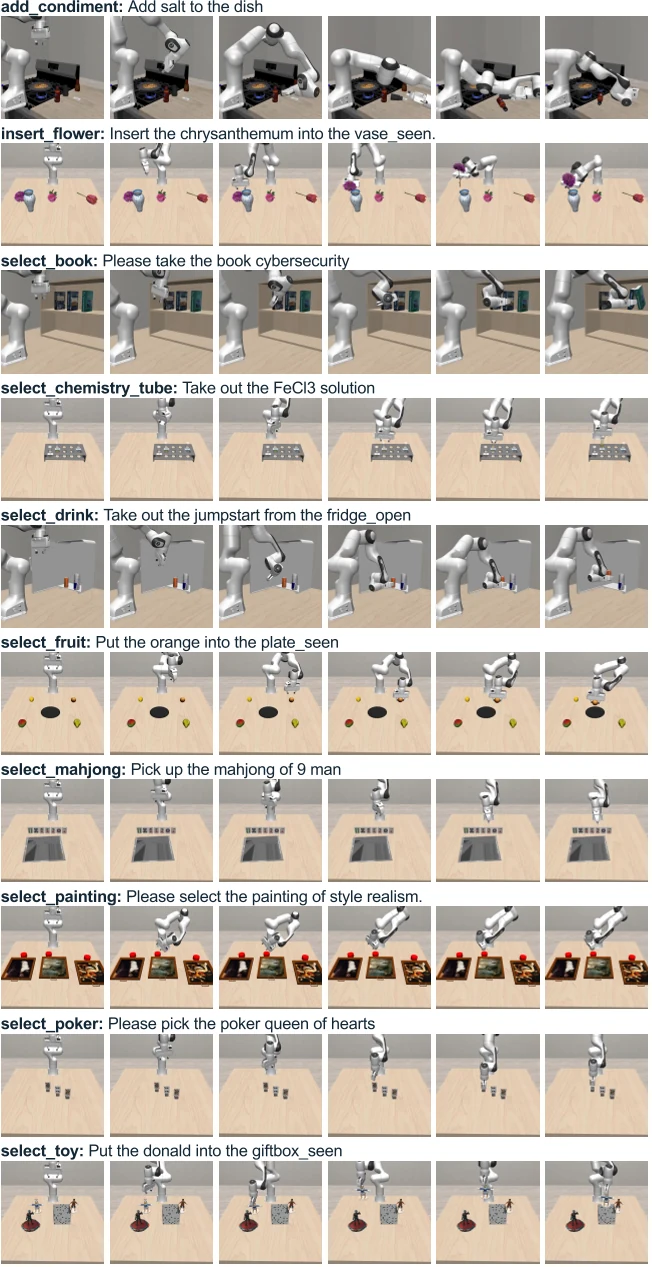 add_condiment: Add salt to the dish
insert_flower: Insert the chrysanthemum into the vase_seen.
select_book: Please take the book cybersecurity
select_chemistry_tube: Take out the FeCl3 solution
select_drink: Take out the jumpstart from the fridge_open
select_fruit: Put the orange into the plate_seen
select_mahjong: Pick up the mahjong of 9 man
select_painting: Please select the painting of style realism.
select_poker: Please pick the poker queen of hearts
select_toy: Put the donald into the giftbox_seen